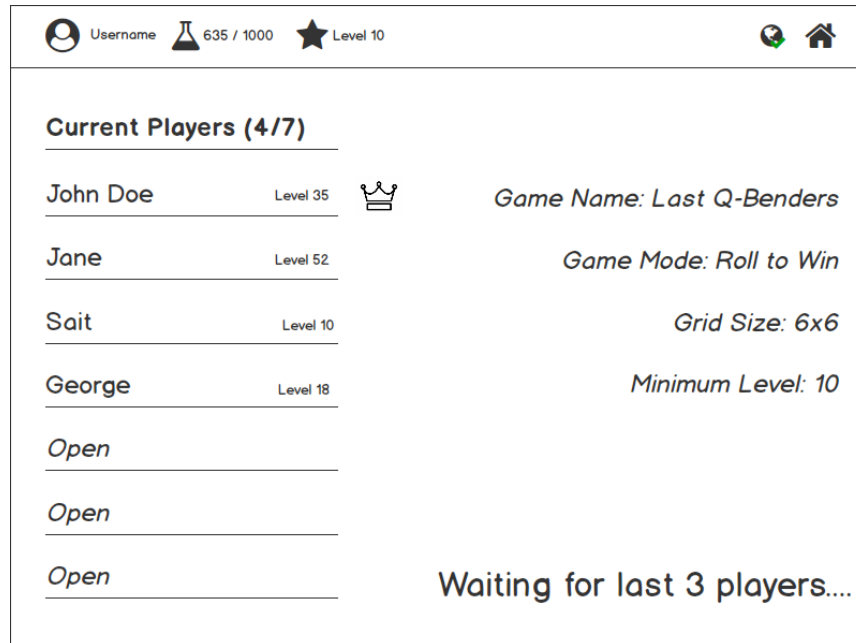 Username 635 / 1000 Level 10
Current Players (4/7)
John Doe Level 35
Jane Level 52
Sait Level 10
George Level 18
Open
Open
Open
Game Name: Last Q-Benders
Game Mode: Roll to Win
Grid Size: 6x6
Minimum Level: 10
Waiting for last 3 players....